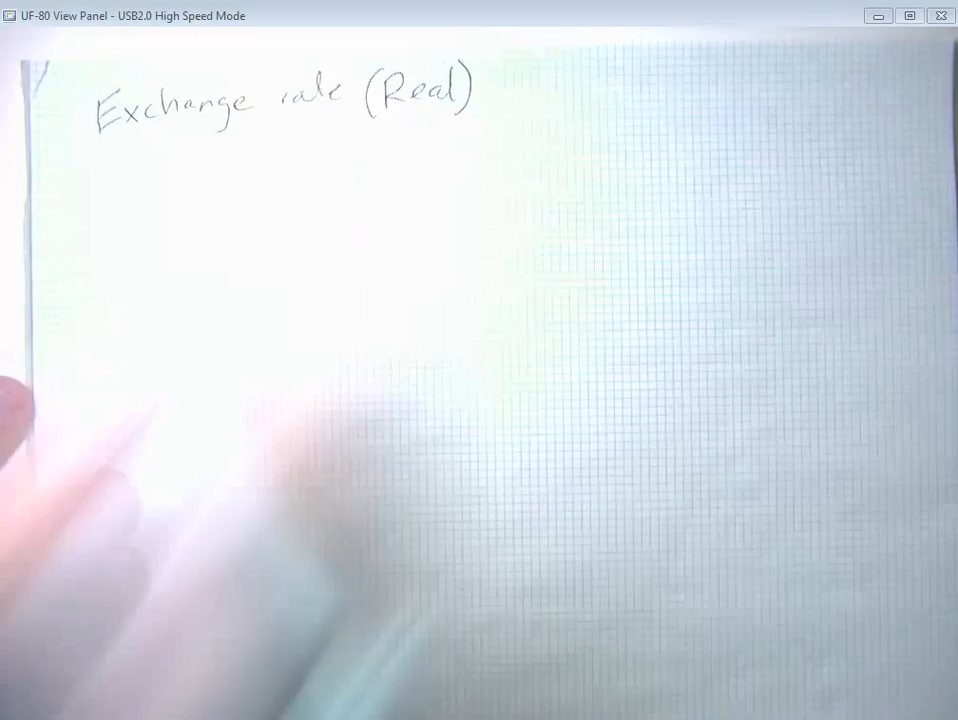 UF-80 View Panel - USB2.0 High Speed Mode
Exchange rate (Real)